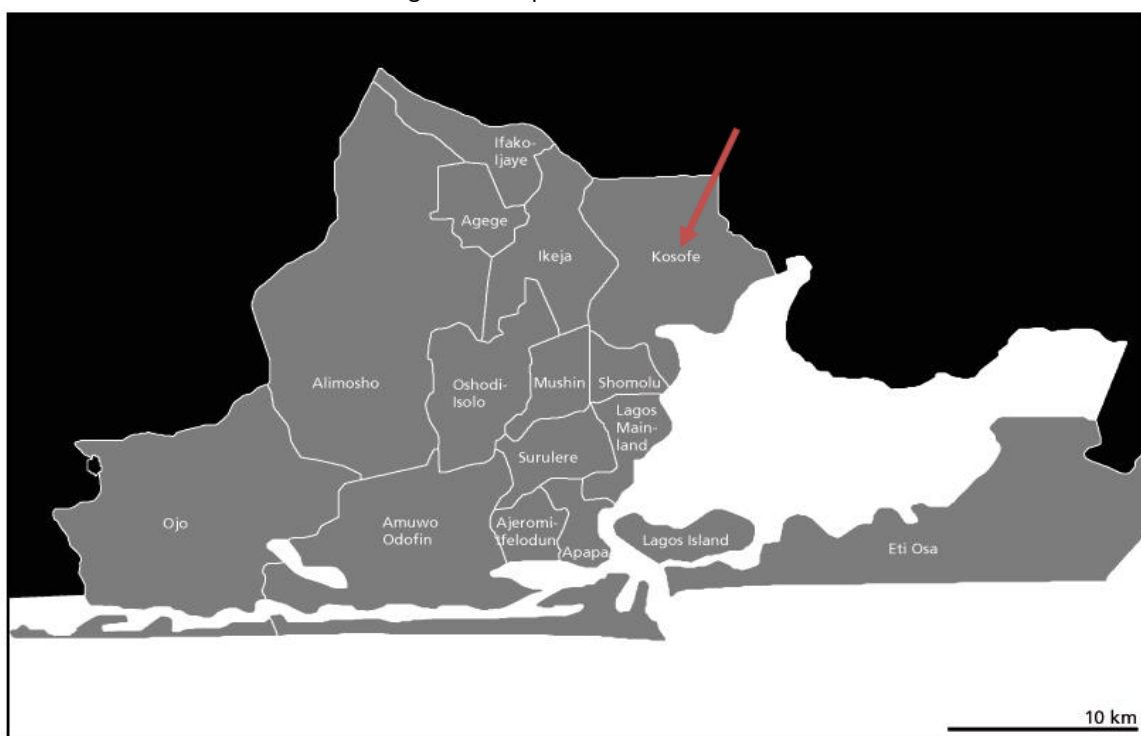 Ifako-
Ijaye
Agege
Ikeja
Kosofe
Alimosho
Oshodi-
Isolo
Mushin
Shomolu
Lagos
Main-
land
Surulere
Ojo
Amuwo
Odofin
Ajeromi-
Ifelodun
Apapa
Lagos Island
Eti Osa
10 km